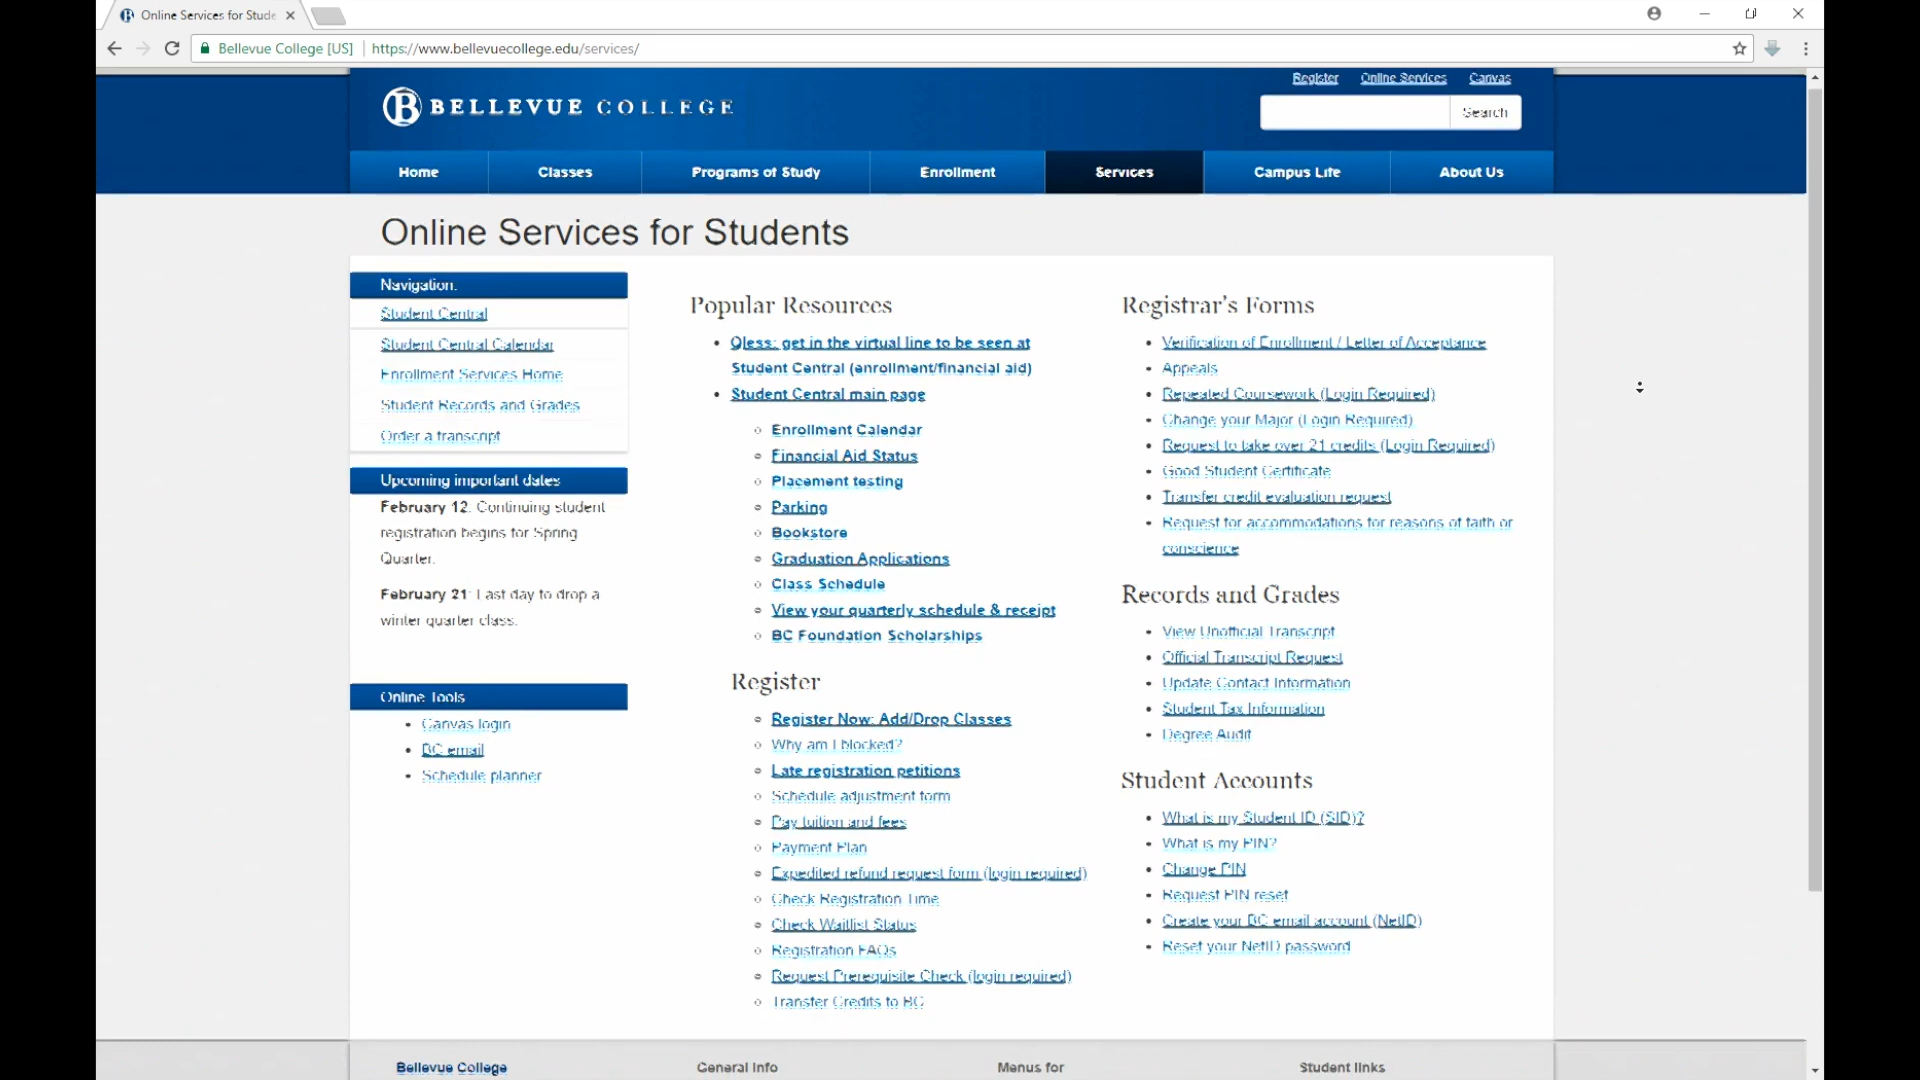 Online Services for Stude
Bellevue College [US] https://www.bellevuecollege.edu/services/
Register Online Services Canvas
B BELLEVUE COLLEGE
Search
Home Classes Programs of Study Enrollment Services Campus Life About Us
Online Services for Students
Navigation:
Student Central
Student Central Calendar
Enrollment Services Home
Student Records and Grades
Order a transcript
Upcoming important dates
February 12: Continuing student
registration begins for Spring
Quarter.
February 21: Last day to drop a
winter quarter class.
Online Tools
Canvas login
BC email
Schedule planner
Popular Resources
Qless: get in the virtual line to be seen at
Student Central (enrollment/financial aid)
Student Central main page
Enrollment Calendar
Financial Aid Status
Placement testing
Parking
Bookstore
Graduation Applications
Class Schedule
View your quarterly schedule & receipt
BC Foundation Scholarships
Register
Register Now: Add/Drop Classes
Why am I blocked?
Late registration petitions
Schedule adjustment form
Pay tuition and fees
Payment Plan
Expedited refund request form (login required)
Check Registration Time
Check Waitlist Status
Registration FAQs
Request Prerequisite Check (login required)
Transfer Credits to BC
Registrar's Forms
Verification of Enrollment / Letter of Acceptance
Appeals
Repeated Coursework (Login Required)
Change your Major (Login Required)
Request to take over 21 credits (Login Required)
Good Student Certificate
Transfer credit evaluation request
Request for accommodations for reasons of faith or
conscience
Records and Grades
View Unofficial Transcript
Official Transcript Request
Update Contact Information
Student Tax Information
Degree Audit
Student Accounts
What is my Student ID (SID)?
What is my PIN?
Change PIN
Request PIN reset
Create your BC email account (NetID)
Reset your NetID password
Bellevue College General Info Menus for Student links